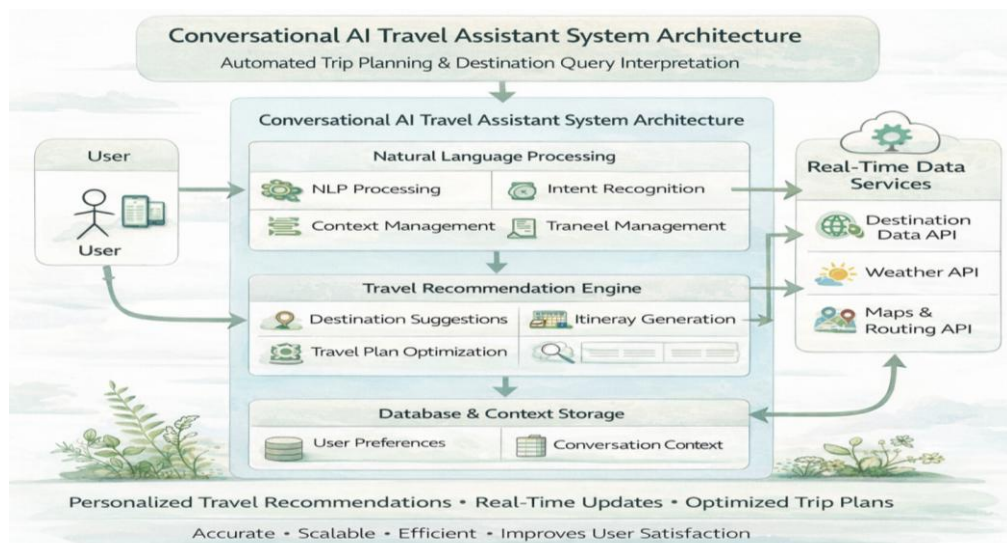 Conversational AI Travel Assistant System Architecture
Automated Trip Planning & Destination Query Interpretation
Conversational AI Travel Assistant System Architecture
User
User
Natural Language Processing
NLP Processing
Intent Recognition
Context Management
Traneel Management
Travel Recommendation Engine
Destination Suggestions
Itineray Generation
Travel Plan Optimization
Database & Context Storage
User Preferences
Conversation Context
Real-Time Data
Services
Destination
Data API
Weather API
Maps &
Routing API
Personalized Travel Recommendations • Real-Time Updates • Optimized Trip Plans
Accurate • Scalable • Efficient • Improves User Satisfaction